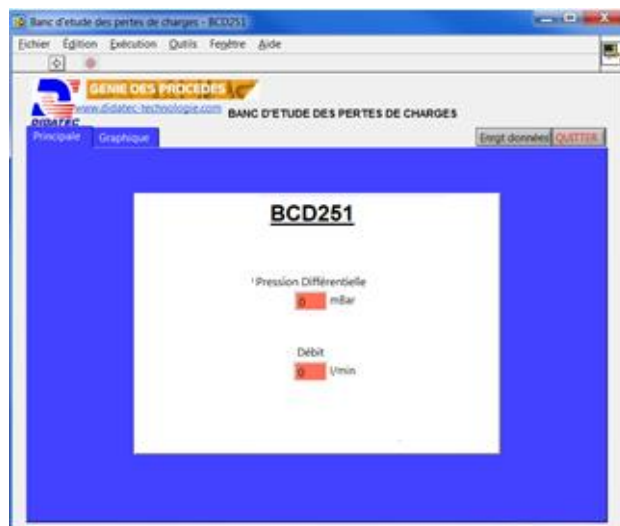 Banc d'etude des pertes de charges - BCD251
Fichier Édition Exécution Outils Fenêtre Aide
GENIE DES PROCEDES
www.didatec-technologie.com
BANC D'ETUDE DES PERTES DE CHARGES
DIDATEC
Principale Graphique Enrgt données QUITTER
BCD251
Pression Différentielle
0 mBar
Débit
0 l/min